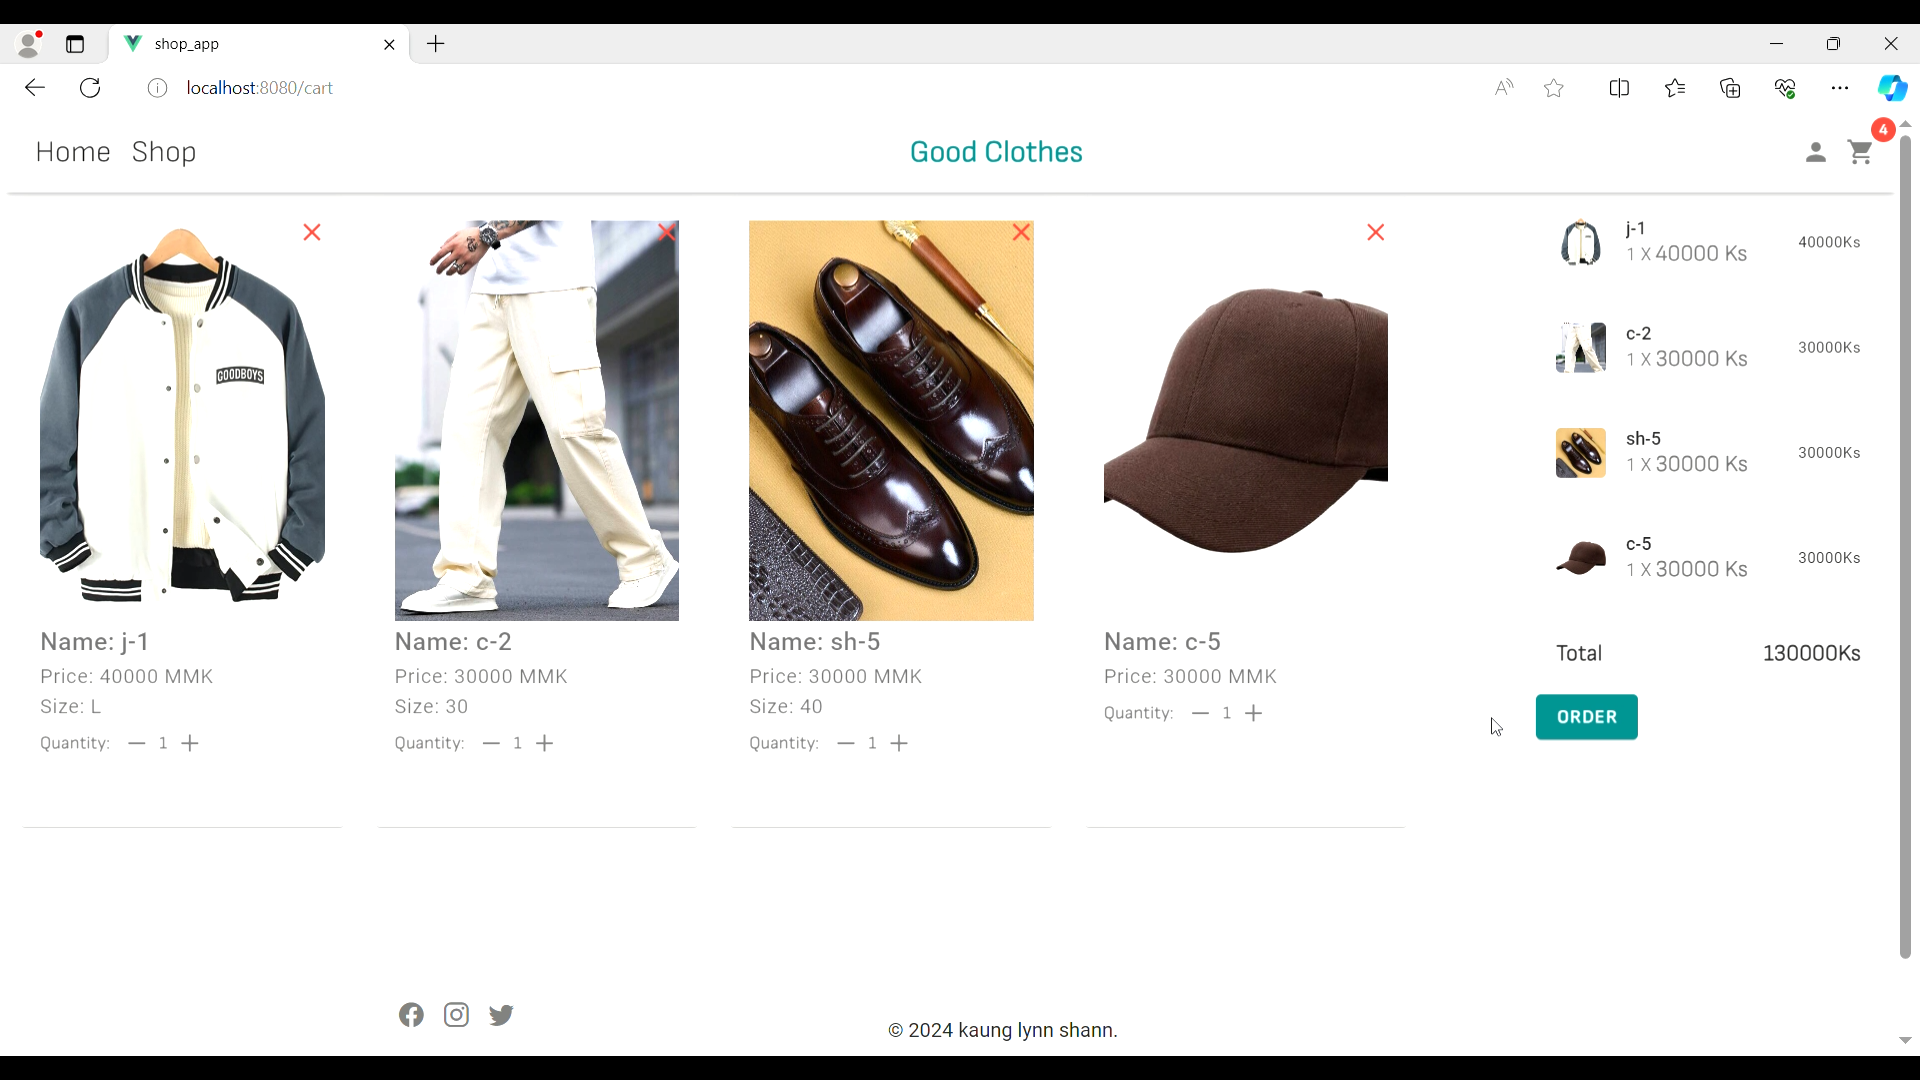 shop_app
localhost:8080/cart
Home Shop
Good Clothes
4
GOODBOYS
Name: j-1
Price: 40000 MMK
Size: L
Quantity: — 1 +
Name: c-2
Price: 30000 MMK
Size: 30
Quantity: — 1 +
Name: sh-5
Price: 30000 MMK
Size: 40
Quantity: — 1 +
Name: c-5
Price: 30000 MMK
Quantity: — 1 +
j-1
1 X 40000 Ks
40000Ks
c-2
1 X 30000 Ks
30000Ks
sh-5
1 X 30000 Ks
30000Ks
c-5
1 X 30000 Ks
30000Ks
Total 130000Ks
ORDER
© 2024 kaung lynn shann.